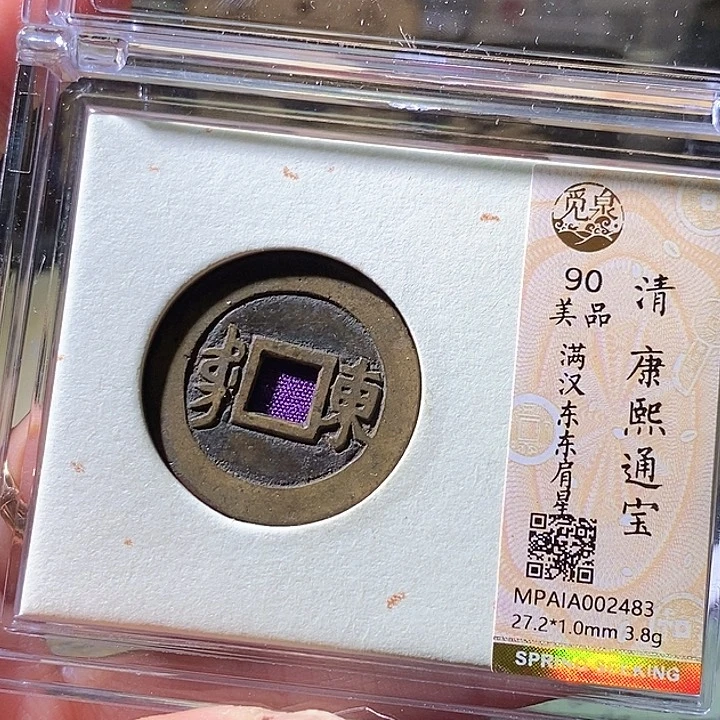 觅泉
90
美品
满汉东东肩星
清 康熙通宝
MPAIA002483
27.2*1.0mm 3.8g
東